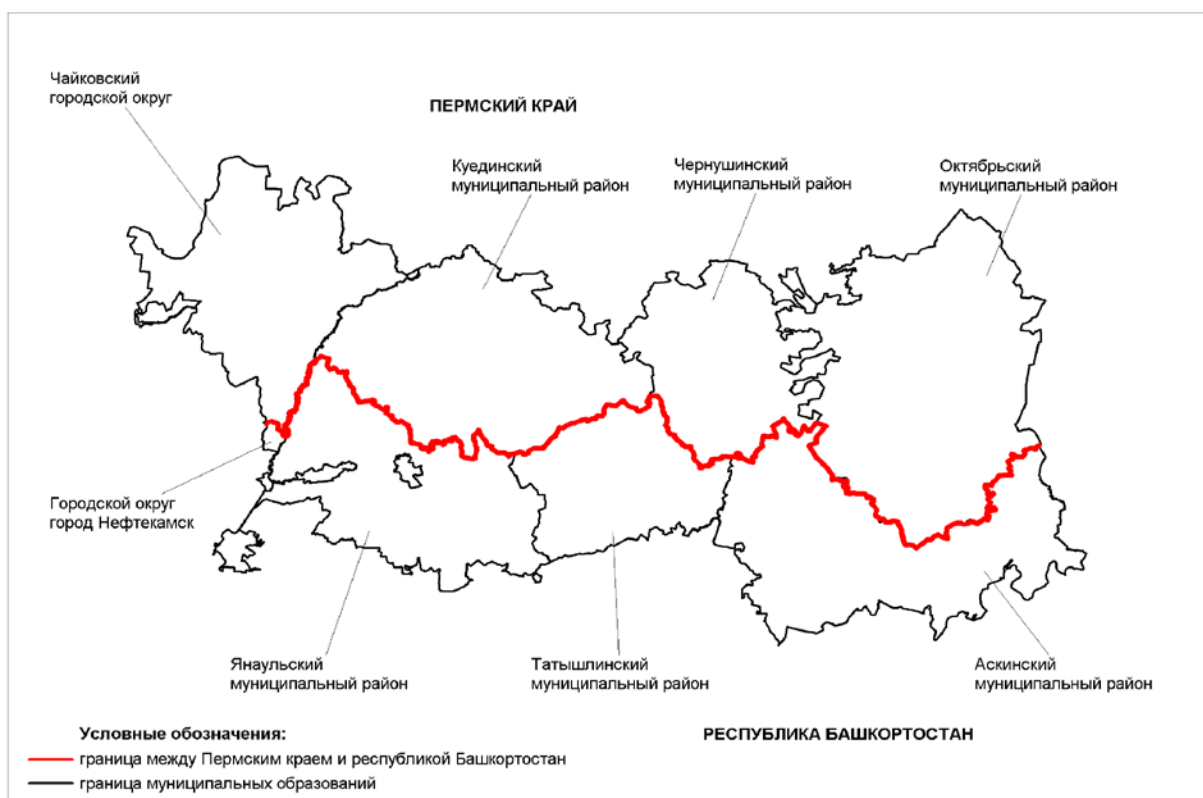 Чайковский
городской округ
ПЕРМСКИЙ КРАЙ
Куединский
муниципальный район
Чернушинский
муниципальный район
Октябрьский
муниципальный район
Городской округ
город Нефтекамск
Янаульский
муниципальный район
Татышлинский
муниципальный район
Аскинский
муниципальный район
Условные обозначения:
РЕСПУБЛИКА БАШКОРТОСТАН
граница между Пермским краем и республикой Башкортостан
граница муниципальных образований